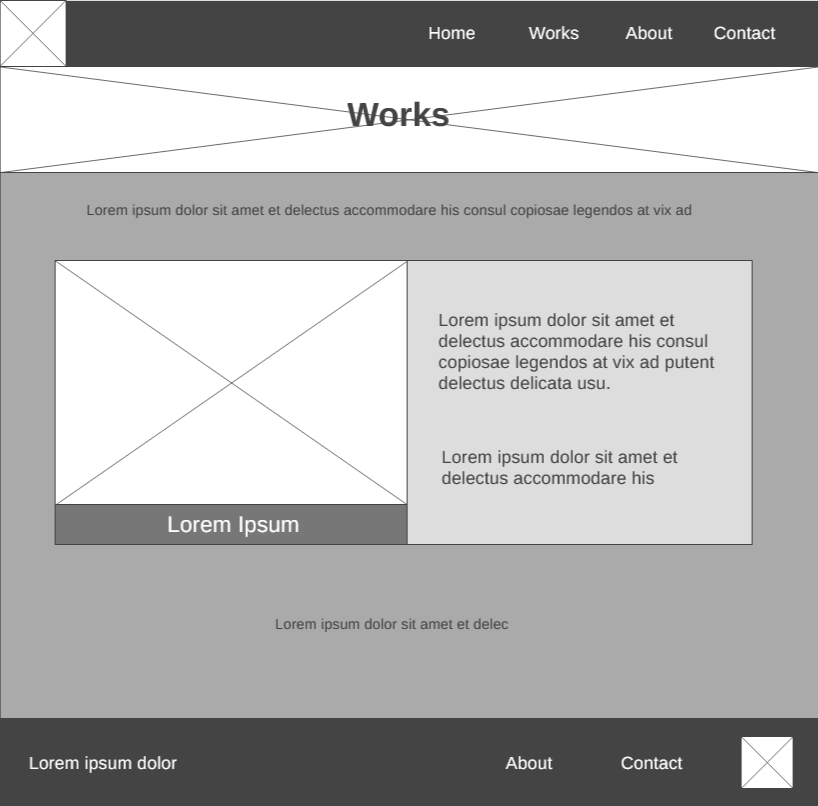 Home Works About Contact
Works
Lorem ipsum dolor sit amet et delectus accommodare his consul copiosae legendos at vix ad
Lorem ipsum dolor sit amet et
delectus accommodare his consul
copiosae legendos at vix ad putent
delectus delicata usu.
Lorem ipsum dolor sit amet et
delectus accommodare his
Lorem Ipsum
Lorem ipsum dolor sit amet et delec
Lorem ipsum dolor About Contact